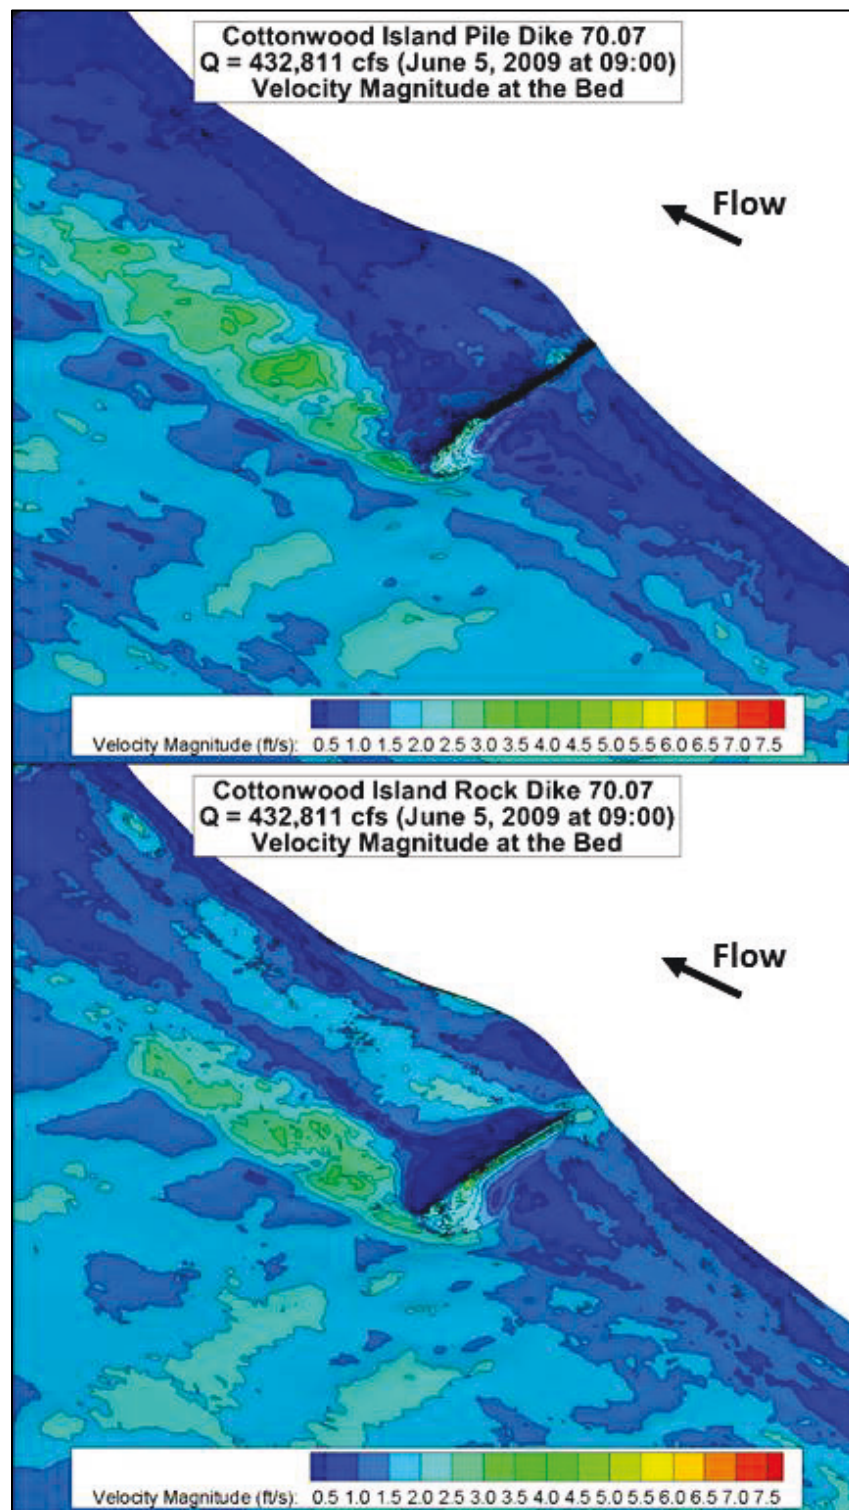 Cottonwood Island Pile Dike 70.07
Q = 432,811 cfs (June 5, 2009 at 09:00)
Velocity Magnitude at the Bed
Flow
Velocity Magnitude (ft/s): 0.5 1.0 1.5 2.0 2.5 3.0 3.5 4.0 4.5 5.0 5.5 6.0 6.5 7.0 7.5
Cottonwood Island Rock Dike 70.07
Q = 432,811 cfs (June 5, 2009 at 09:00)
Velocity Magnitude at the Bed
Flow
Velocity Magnitude (ft/s): 0.5 1.0 1.5 2.0 2.5 3.0 3.5 4.0 4.5 5.0 5.5 6.0 6.5 7.0 7.5